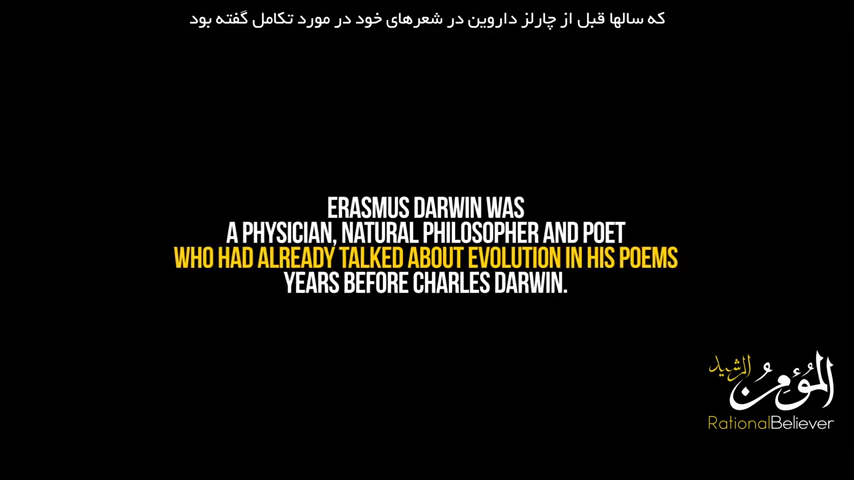 که سالها قبل از چارلز داروین در شعرهای خود در مورد تکامل گفته بود
ERASMUS DARWIN WAS
A PHYSICIAN, NATURAL PHILOSOPHER AND POET
WHO HAD ALREADY TALKED ABOUT EVOLUTION IN HIS POEMS
YEARS BEFORE CHARLES DARWIN.
المؤمن الرشید
RationalBeliever